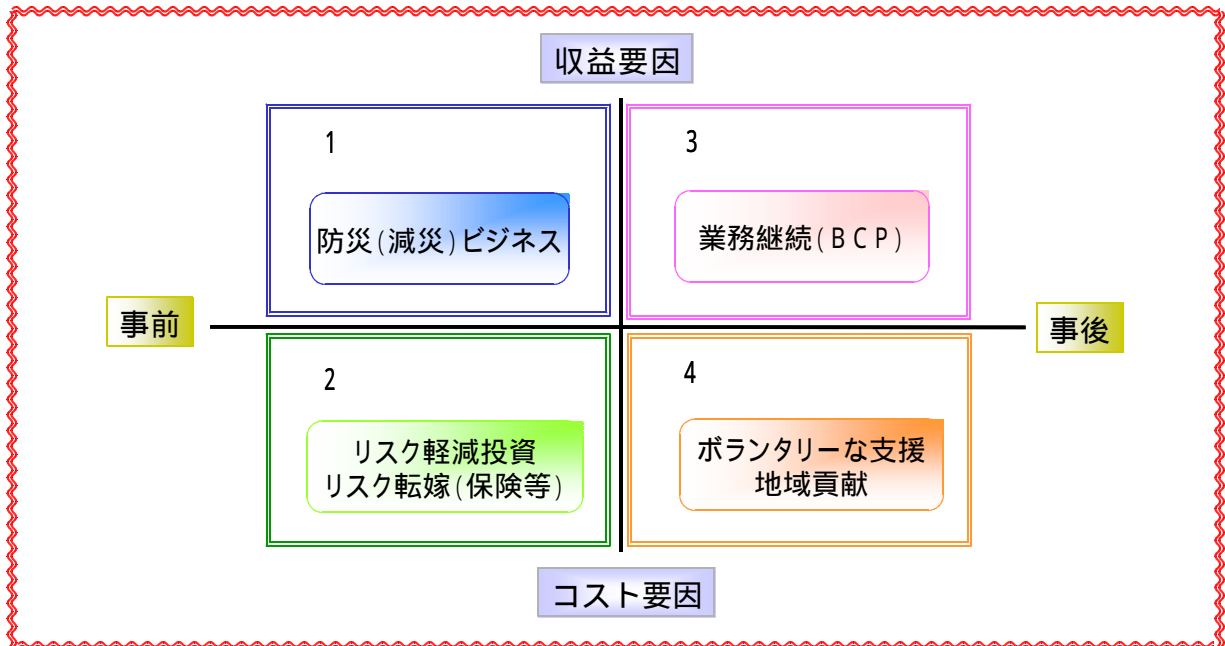 収益要因
1
防災(減災)ビジネス
3
業務継続(BCP)
事前
事後
2
リスク軽減投資
リスク転嫁(保険等)
4
ボランタリーな支援
地域貢献
コスト要因